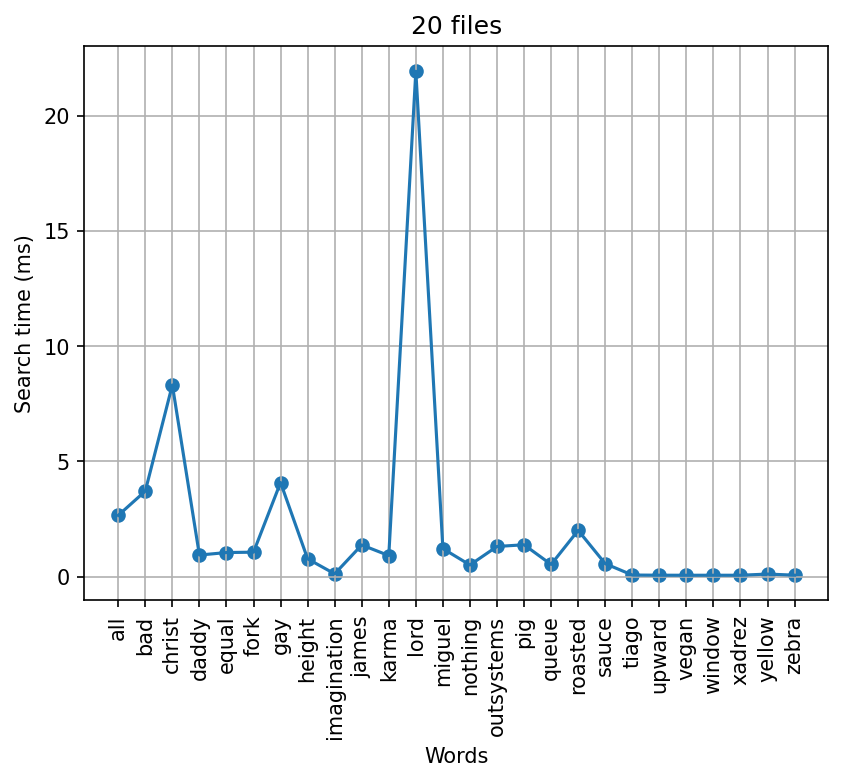 20 files
Search time (ms)
20
15
10
5
0
all
bad
christ
daddy
equal
fork
gay
height
imagination
james
karma
lord
miguel
nothing
outsystems
pig
queue
roasted
sauce
tiago
upward
vegan
window
xadrez
yellow
zebra
Words